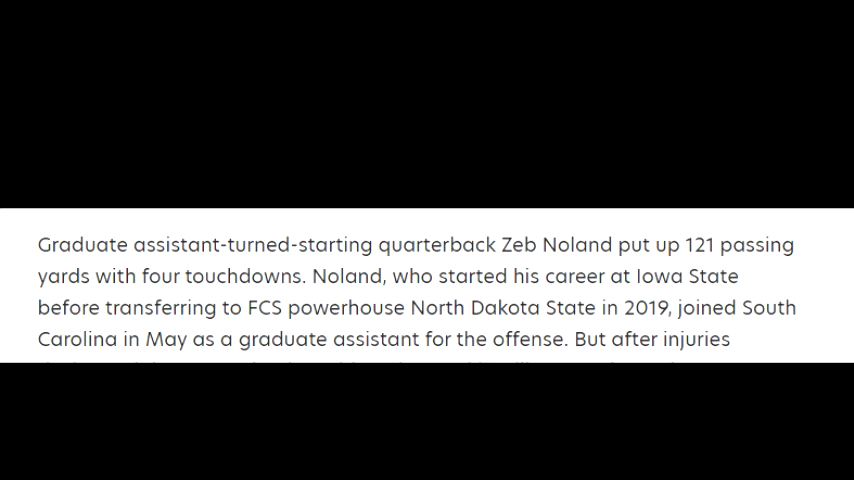 Graduate assistant-turned-starting quarterback Zeb Noland put up 121 passing
yards with four touchdowns. Noland, who started his career at Iowa State
before transferring to FCS powerhouse North Dakota State in 2019, joined South
Carolina in May as a graduate assistant for the offense. But after injuries